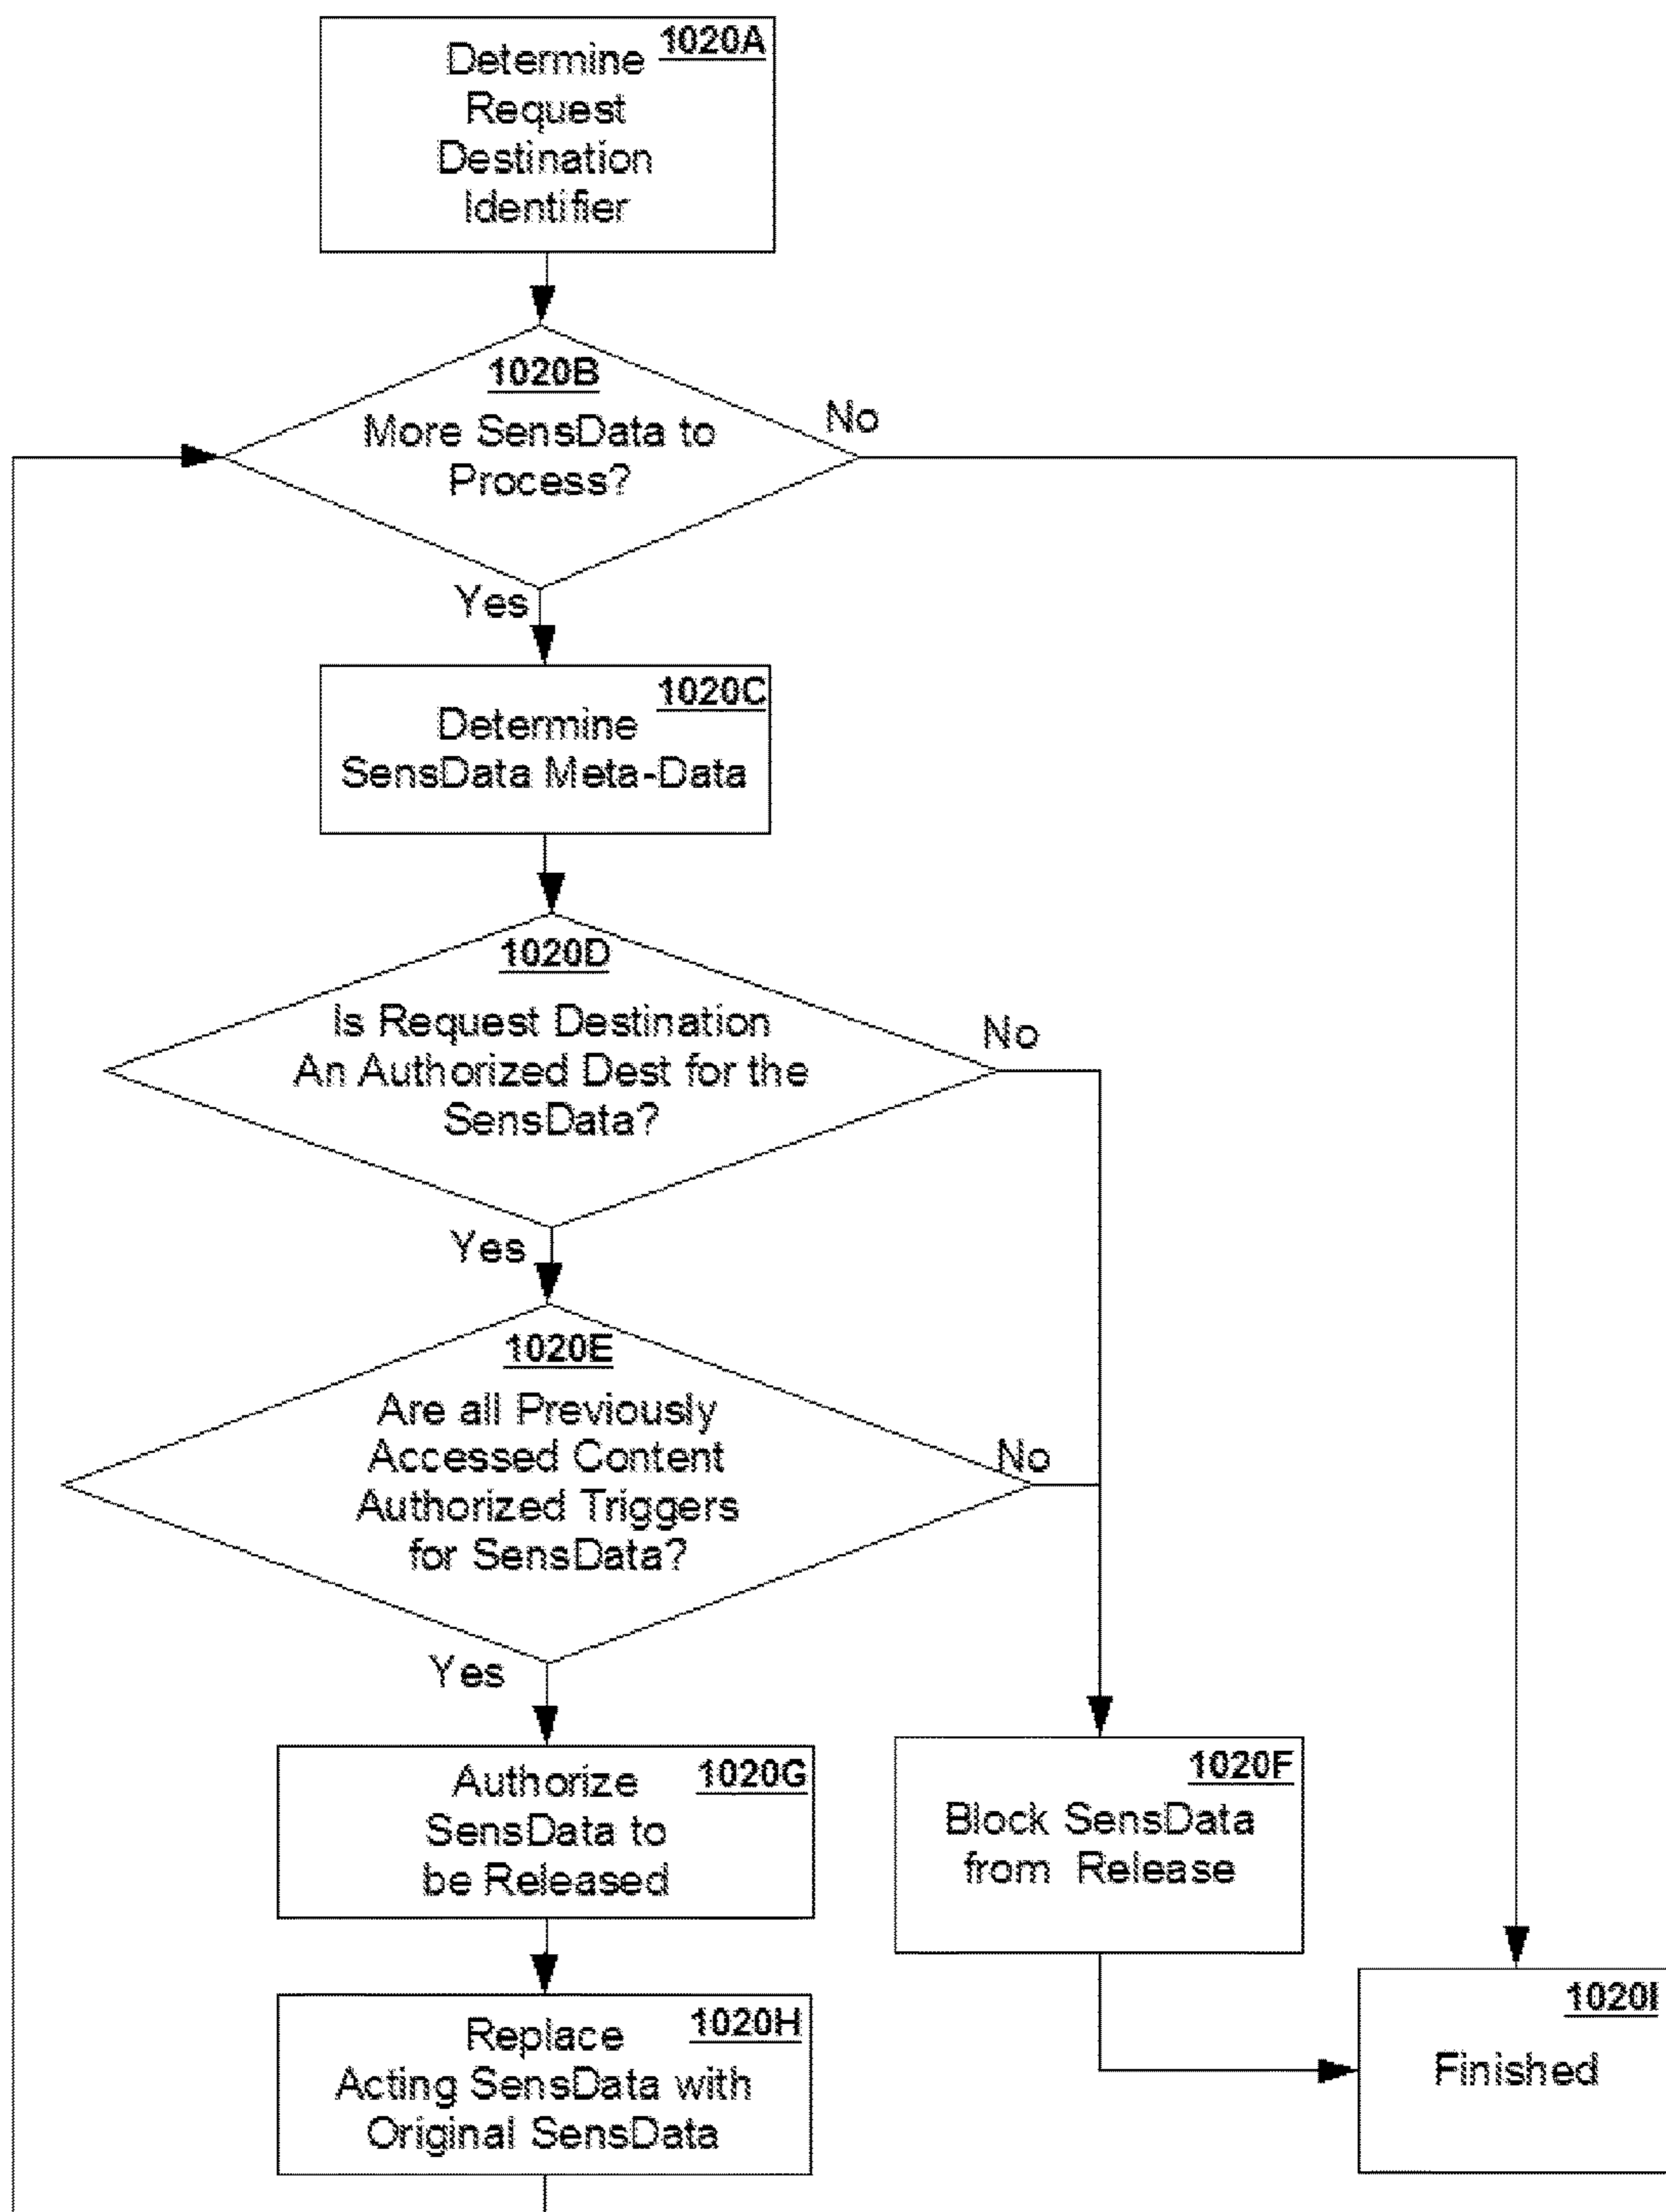 1020A
Determine
Request
Destination
Identifier
1020B
More SensData to
Process?
No
Yes
1020C
Determine
SensData Meta-Data
1020D
Is Request Destination
An Authorized Dest for the
SensData?
No
Yes
1020E
Are all Previously
Accessed Content
Authorized Triggers
for SensData?
No
Yes
1020G
Authorize
SensData to
be Released
1020F
Block SensData
from Release
1020H
Replace
Acting SensData with
Original SensData
1020I
Finished